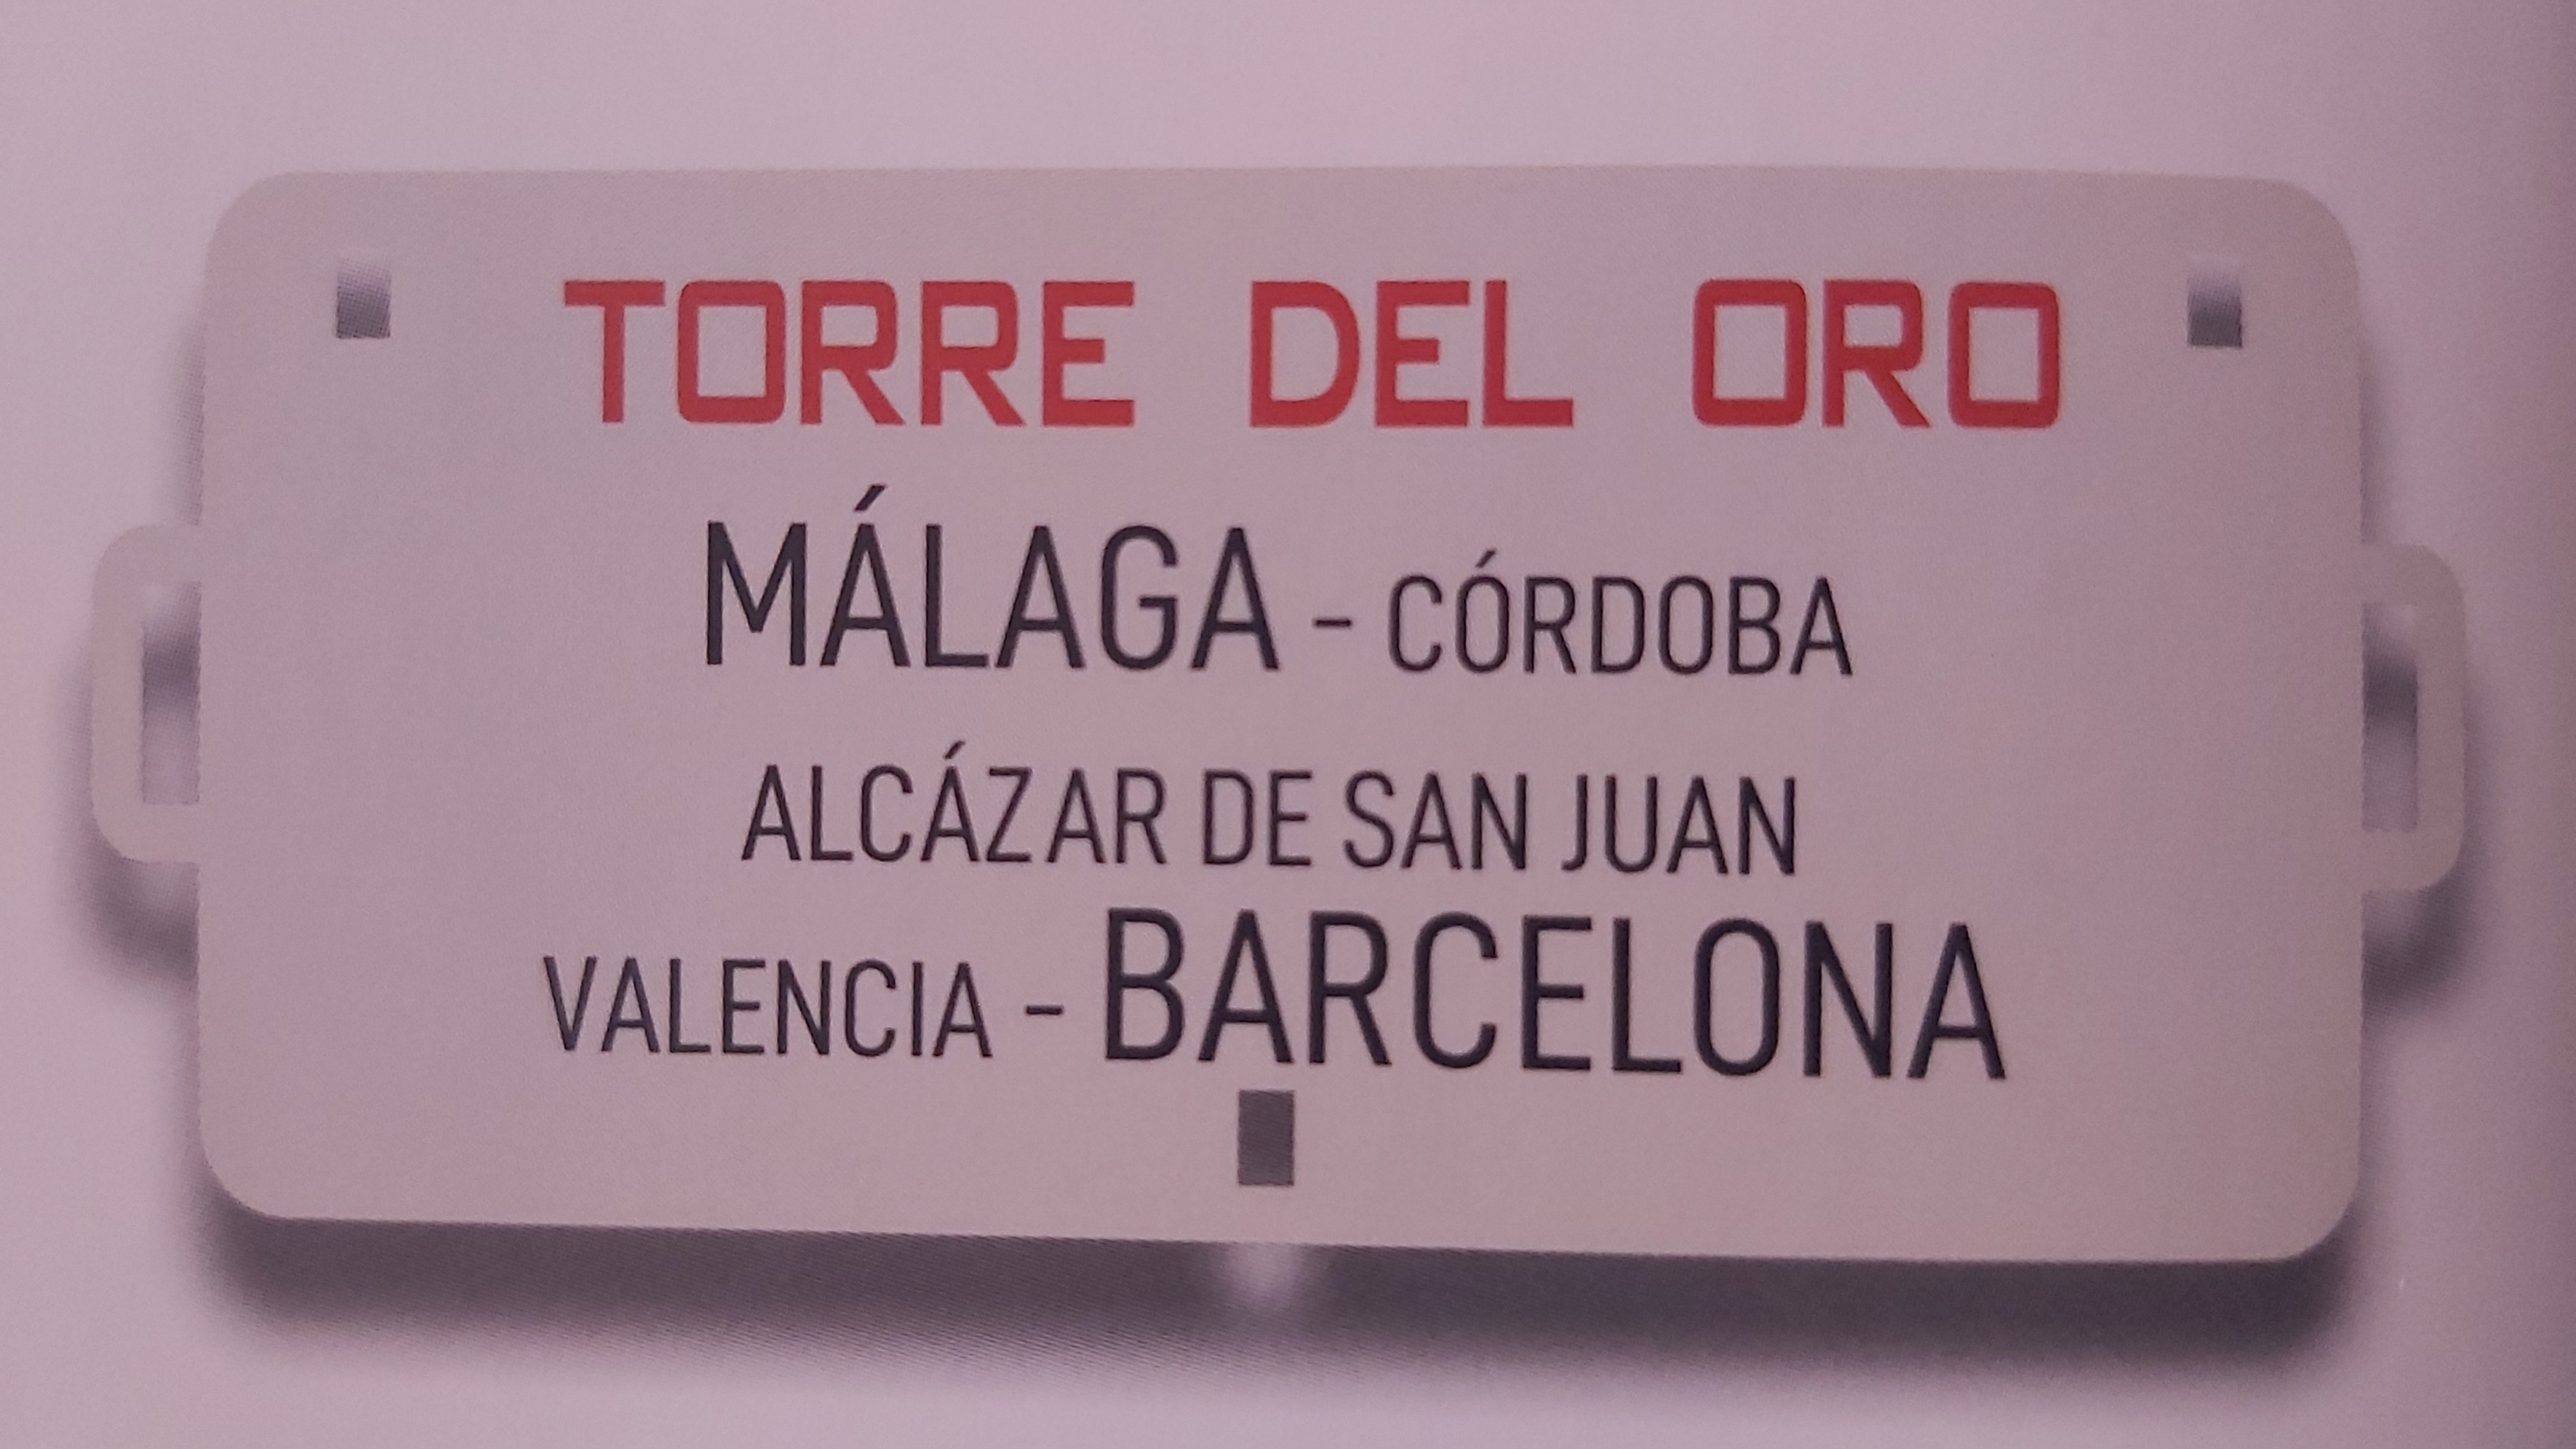 TORRE DEL ORO
MÁLAGA - CÓRDOBA
ALCÁZAR DE SAN JUAN
VALENCIA - BARCELONA